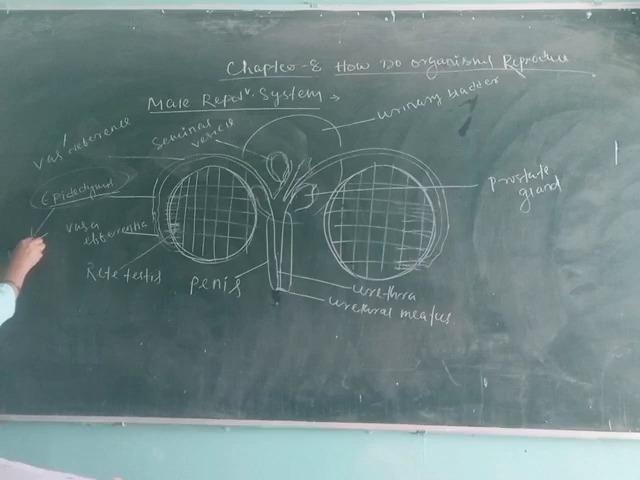 Chapter-8 How Do organisms Reproduce
Male Repdtv. System →
Urinary bladder
Seminal
vesicle
Vas deference
Epididymis
Prostate
gland
vasa
efferentia
Rete testis
penis
urethra
urethral meatus